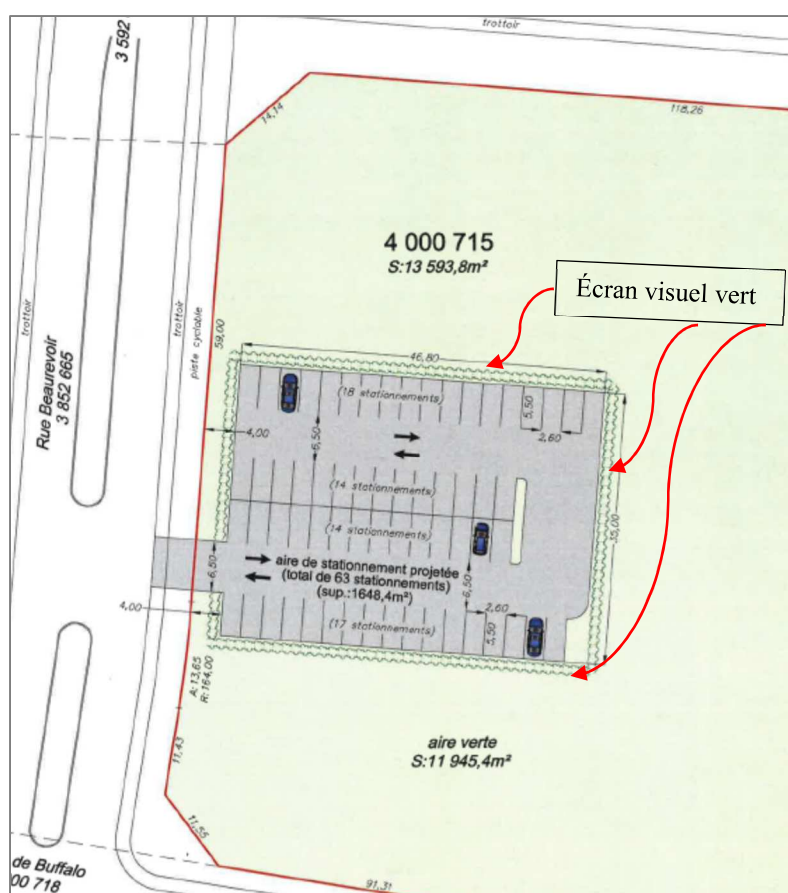 trottoir
3 592
14,14
118,26
4 000 715
S:13 593,8m²
Écran visuel vert
trottoir
trottoir
piste cyclable
59,00
Rue Beaurevoir
3 852 665
46,80
(18 stationnements)
5,50
2,60
4,00
6,50
(14 stationnements)
35,00
(14 stationnements)
6,50
aire de stationnement projetée
(total de 63 stationnements)
(sup.:1648,4m²)
6,50
4,00
2,60
5,50
(17 stationnements)
A:13,65
R:164,00
11,43
aire verte
S:11 945,4m²
11,55
de Buffalo
00 718
91,31